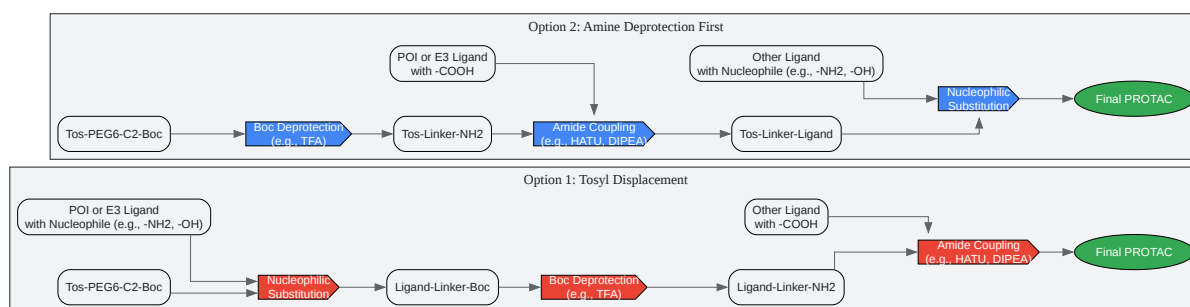 Option 2: Amine Deprotection First
POI or E3 Ligand
with -COOH
Other Ligand
with Nucleophile (e.g., -NH2, -OH)
Tos-PEG6-C2-Boc
Boc Deprotection
(e.g., TFA)
Tos-Linker-NH2
Amide Coupling
(e.g., HATU, DIPEA)
Tos-Linker-Ligand
Nucleophilic
Substitution
Final PROTAC
Option 1: Tosyl Displacement
POI or E3 Ligand
with Nucleophile (e.g., -NH2, -OH)
Other Ligand
with -COOH
Tos-PEG6-C2-Boc
Nucleophilic
Substitution
Ligand-Linker-Boc
Boc Deprotection
(e.g., TFA)
Ligand-Linker-NH2
Amide Coupling
(e.g., HATU, DIPEA)
Final PROTAC